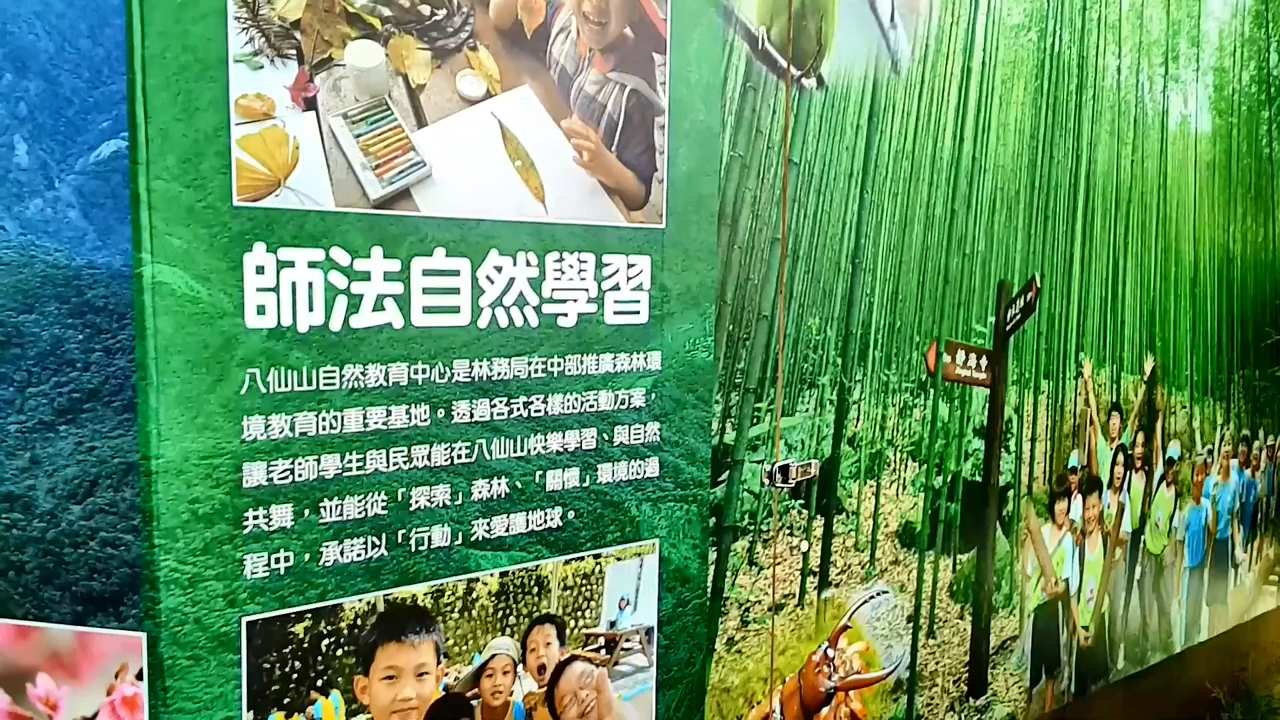 師法自然學習
八仙山自然教育中心是林務局在中部推廣森林環
境教育的重要基地。透過各式各樣的活動方案，
讓老師學生與民眾能在八仙山快樂學習、與自然
共舞，並能從「探索」森林、「關懷」環境的過
程中，承諾以「行動」來愛護地球。
靜海寺